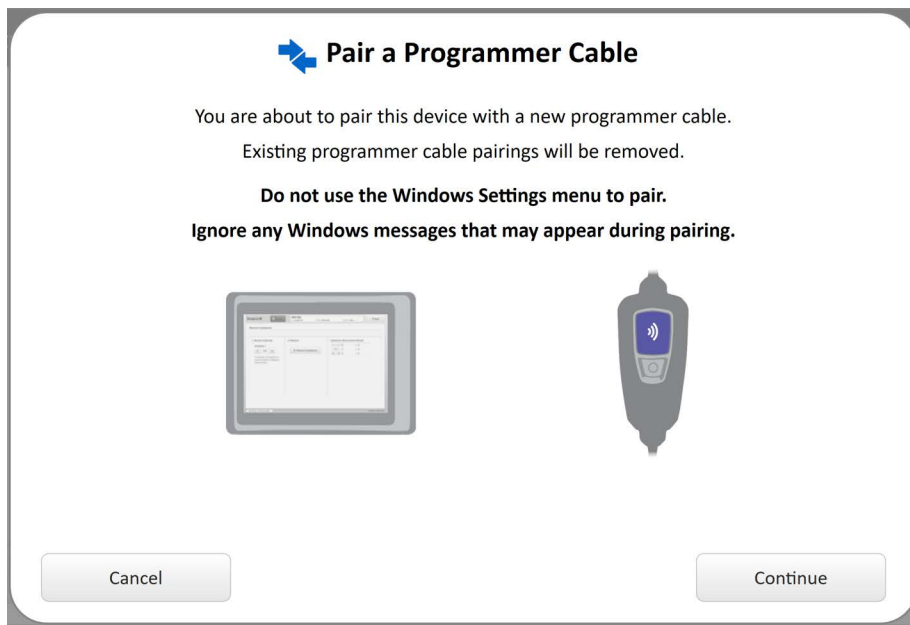 Pair a Programmer Cable
You are about to pair this device with a new programmer cable.
Existing programmer cable pairings will be removed.
Do not use the Windows Settings menu to pair.
Ignore any Windows messages that may appear during pairing.
Cancel
Continue